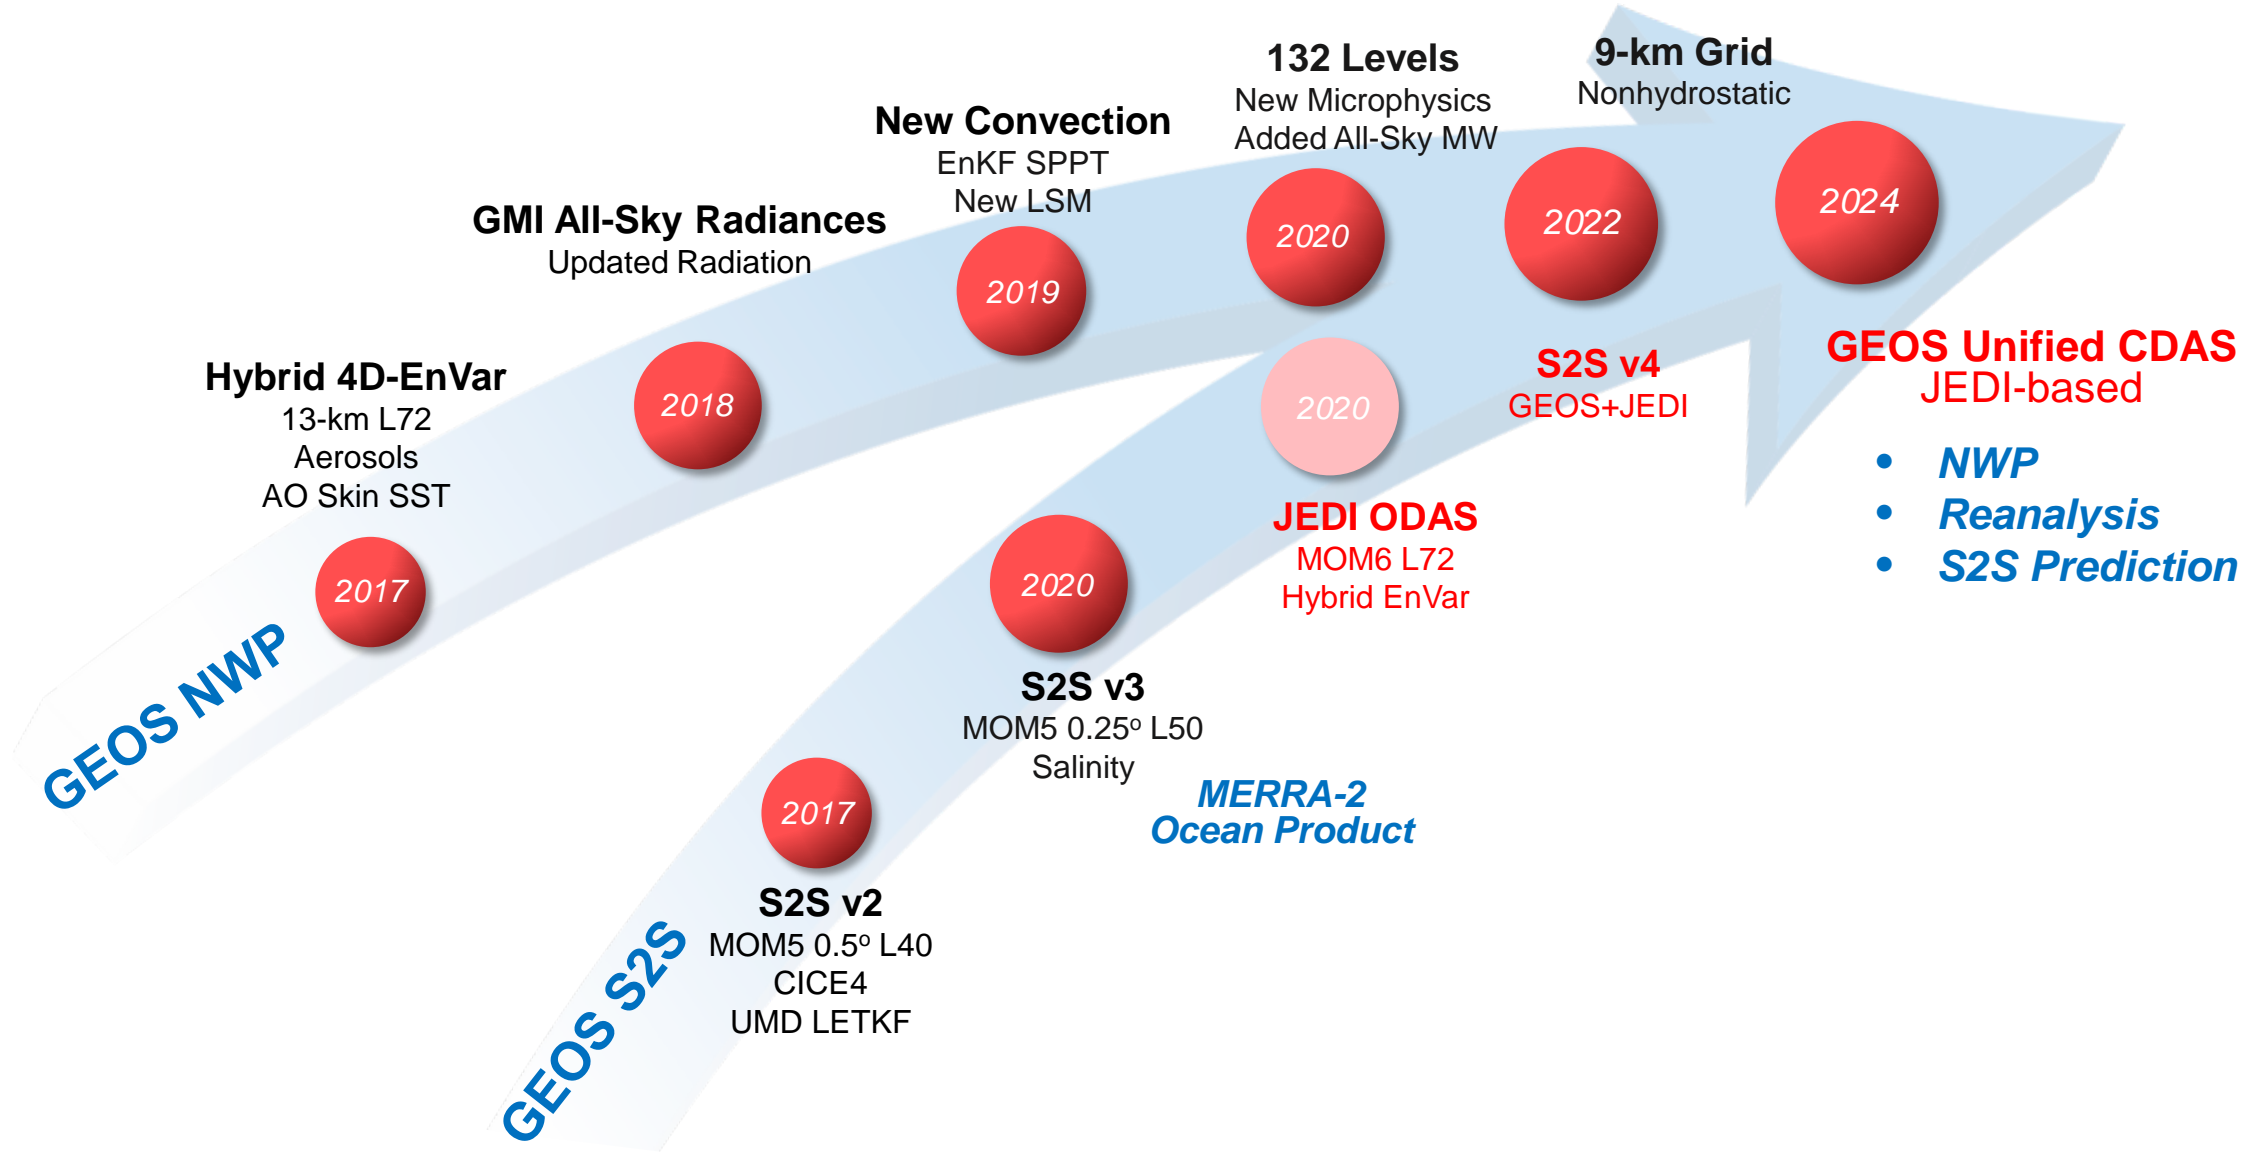 132 Levels
New Microphysics
Added All-Sky MW
9-km Grid
Nonhydrostatic
New Convection
EnKF SPPT
New LSM
GMI All-Sky Radiances
Updated Radiation
Hybrid 4D-EnVar
13-km L72
Aerosols
AO Skin SST
2017
2018
2019
2020
2022
2024
GEOS NWP
2020
S2S v4
GEOS+JEDI
GEOS Unified CDAS
JEDI-based
• NWP
• Reanalysis
• S2S Prediction
JEDI ODAS
MOM6 L72
Hybrid EnVar
2020
S2S v3
MOM5 0.25º L50
Salinity
MERRA-2
Ocean Product
2017
S2S v2
MOM5 0.5º L40
CICE4
UMD LETKF
GEOS S2S